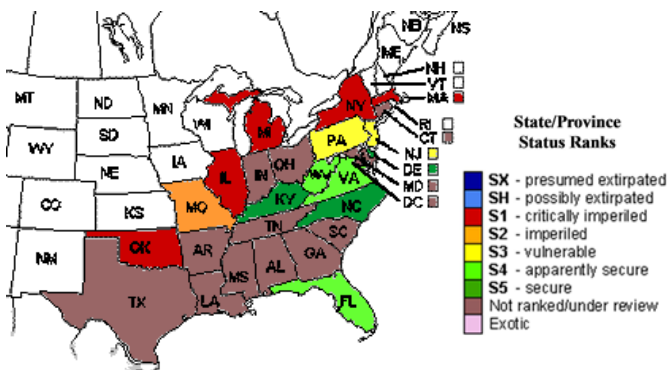 NB
NS
ME
NH
VT
MA
MT
ND
MN
NY
WI
RI
SD
MI
CT
WY
PA
IA
NJ
NE
OH
DE
IL
IN
WV
MD
VA
CO
DC
KS
MO
KY
NC
TN
OK
NM
AR
SC
MS
AL
GA
TX
LA
FL
State/Province
Status Ranks
SX - presumed extirpated
SH - possibly extirpated
S1 - critically imperiled
S2 - imperiled
S3 - vulnerable
S4 - apparently secure
S5 - secure
Not ranked/under review
Exotic